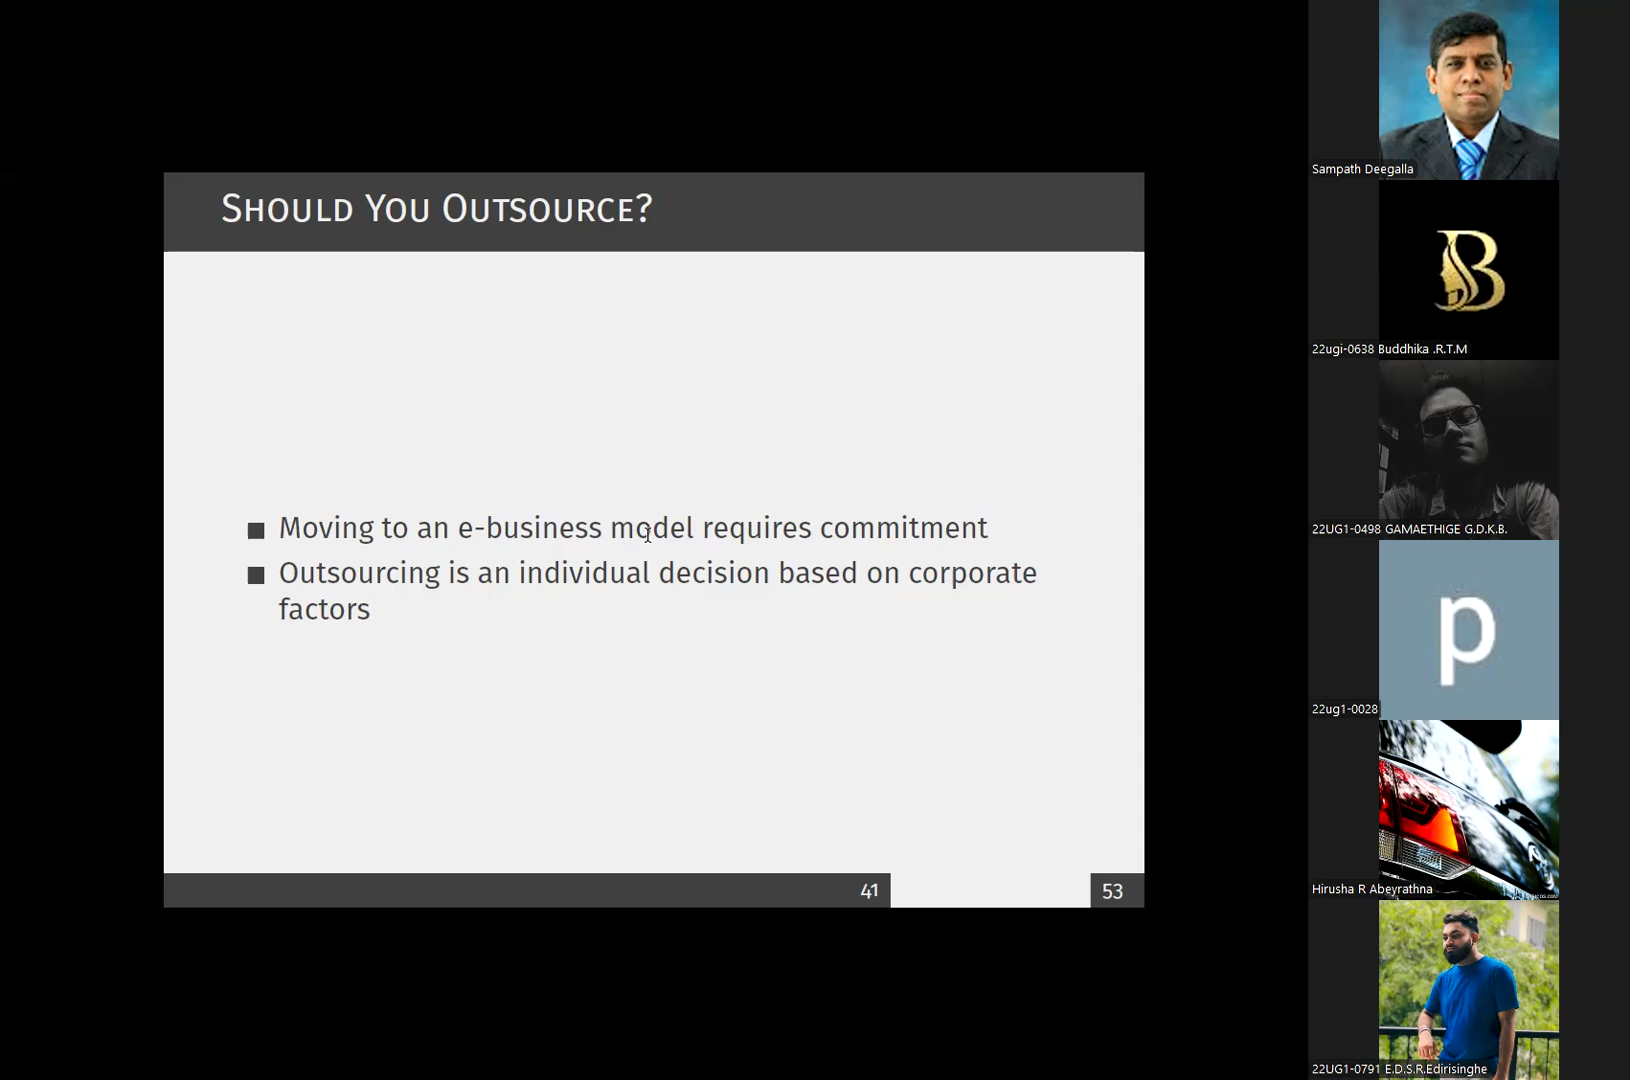 SHOULD YOU OUTSOURCE?
■ Moving to an e-business model requires commitment
■ Outsourcing is an individual decision based on corporate
factors
41
53
Sampath Deegalla
B
22ugi-0638 Buddhika .R.T.M
22UG1-0498 GAMAETHIGE G.D.K.B.
p
22ug1-0028
Hirusha R Abeyrathna
22UG1-0791 E.D.S.R.Edirisinghe